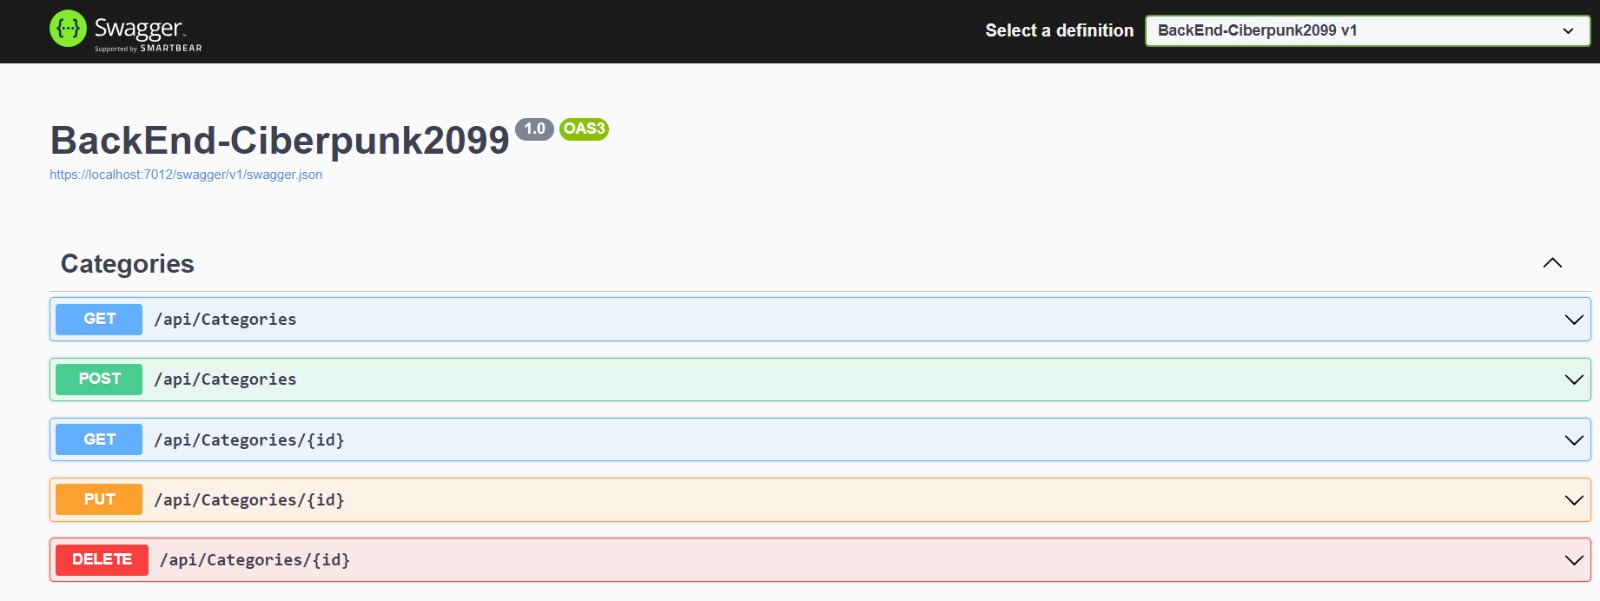 Swagger
Supported by SMARTBEAR
Select a definition
BackEnd-Ciberpunk2099 v1
BackEnd-Ciberpunk2099 1.0 OAS3
https://localhost:7012/swagger/v1/swagger.json
Categories
GET /api/Categories
POST /api/Categories
GET /api/Categories/{id}
PUT /api/Categories/{id}
DELETE /api/Categories/{id}